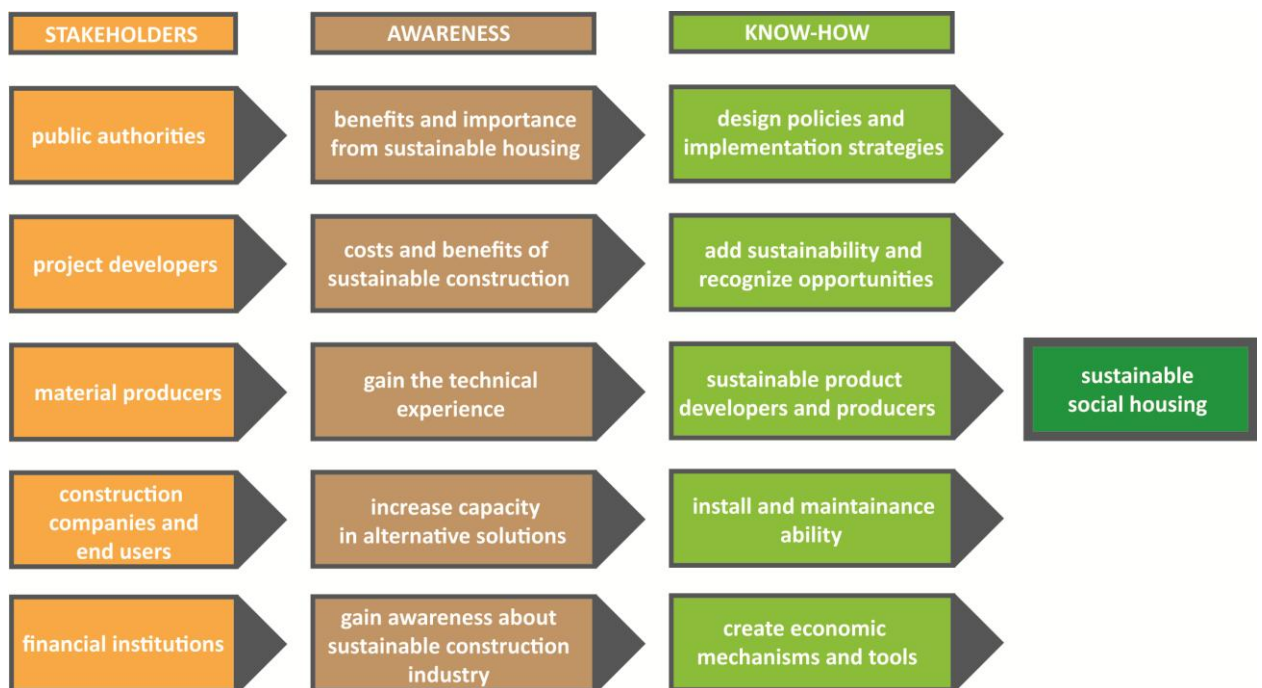 STAKEHOLDERS
AWARENESS
KNOW-HOW
public authorities
benefits and importance
from sustainable housing
design policies and
implementation strategies
project developers
costs and benefits of
sustainable construction
add sustainability and
recognize opportunities
material producers
gain the technical
experience
sustainable product
developers and producers
sustainable
social housing
construction
companies and
end users
increase capacity
in alternative solutions
install and maintainance
ability
financial institutions
gain awareness about
sustainable construction
industry
create economic
mechanisms and tools